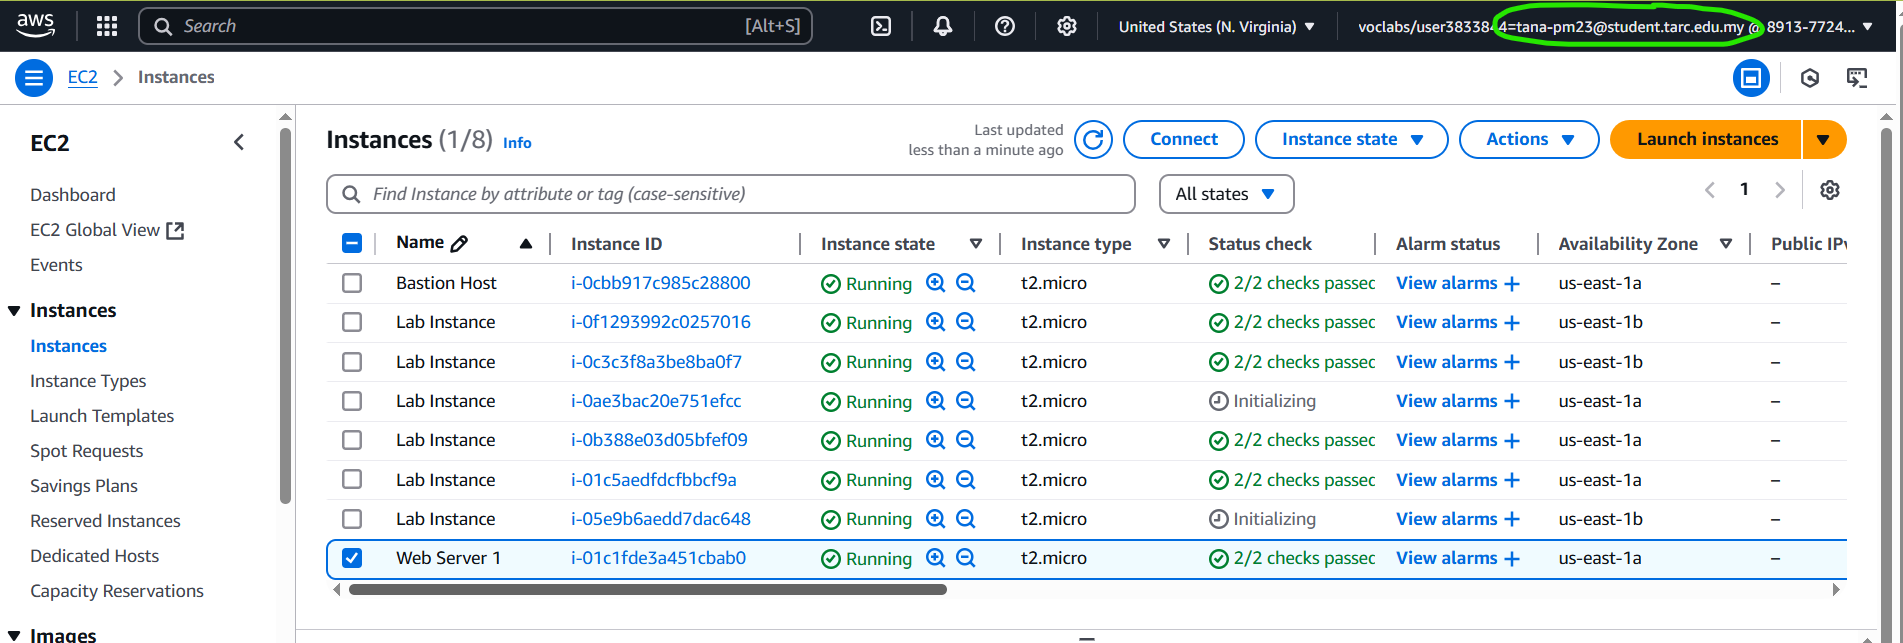 aws Search [Alt+S] United States (N. Virginia) voclabs/user383384=tana-pm23@student.tarc.edu.my @ 8913-7724...
EC2 Instances
EC2
Dashboard
EC2 Global View
Events
Instances
Instances
Instance Types
Launch Templates
Spot Requests
Savings Plans
Reserved Instances
Dedicated Hosts
Capacity Reservations
Images
Instances (1/8) Info
Last updated
less than a minute ago
Connect Instance state Actions Launch instances
Find Instance by attribute or tag (case-sensitive) All states 1
Name Instance ID Instance state Instance type Status check Alarm status Availability Zone Public IPv
Bastion Host i-0cbb917c985c28800 Running t2.micro 2/2 checks passec View alarms + us-east-1a –
Lab Instance i-0f1293992c0257016 Running t2.micro 2/2 checks passec View alarms + us-east-1b –
Lab Instance i-0c3c3f8a3be8ba0f7 Running t2.micro 2/2 checks passec View alarms + us-east-1b –
Lab Instance i-0ae3bac20e751efcc Running t2.micro Initializing View alarms + us-east-1a –
Lab Instance i-0b388e03d05bfef09 Running t2.micro 2/2 checks passec View alarms + us-east-1a –
Lab Instance i-01c5aedfdcfbbcf9a Running t2.micro 2/2 checks passec View alarms + us-east-1a –
Lab Instance i-05e9b6aedd7dac648 Running t2.micro Initializing View alarms + us-east-1b –
Web Server 1 i-01c1fde3a451cbab0 Running t2.micro 2/2 checks passec View alarms + us-east-1a –